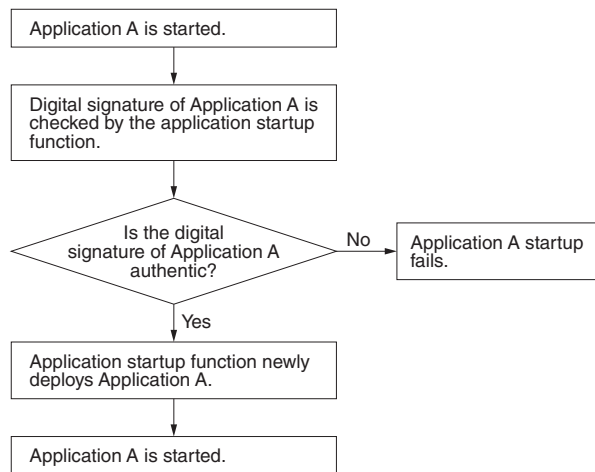 Application A is started.
Digital signature of Application A is
checked by the application startup
function.
Is the digital
signature of Application A
authentic?
No
Application A startup
fails.
Yes
Application startup function newly
deploys Application A.
Application A is started.